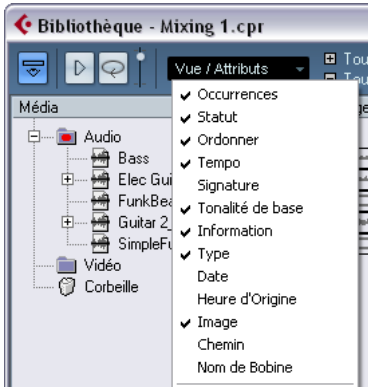 Bibliothèque - Mixing 1.cpr
Vue / Attributs
Média
Audio
Bass
Elec Gui
FunkBea
Guitar 2_
SimpleFu
Vidéo
Corbeille
Occurrences
Statut
Ordonner
Tempo
Signature
Tonalité de base
Information
Type
Date
Heure d'Origine
Image
Chemin
Nom de Bobine